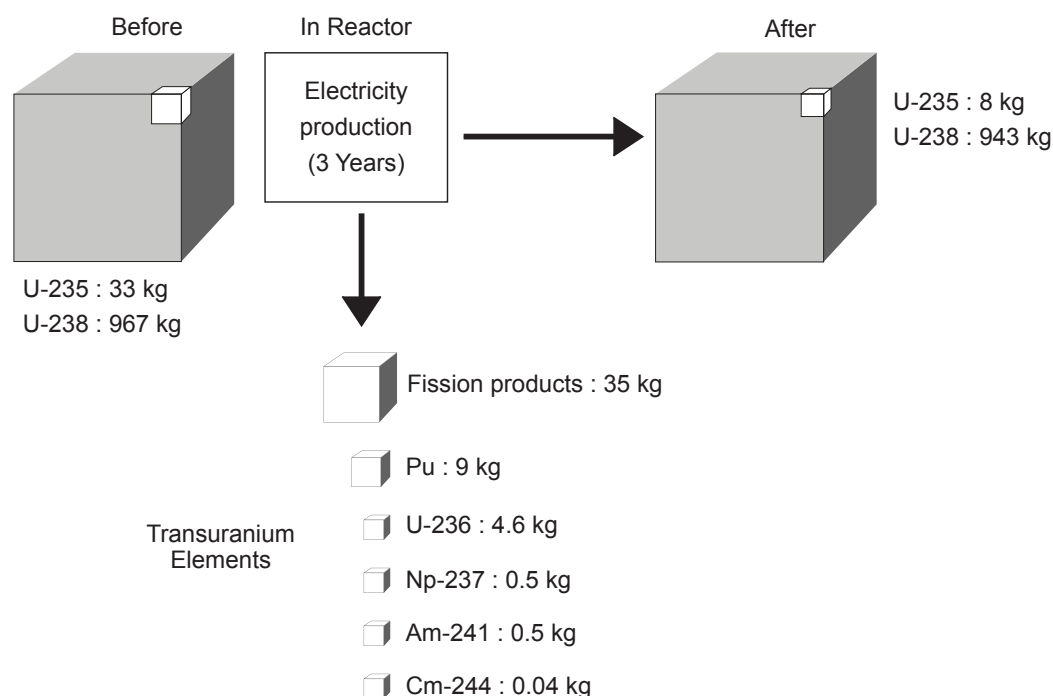 Before
In Reactor
After
Electricity
production
(3 Years)
U-235 : 8 kg
U-238 : 943 kg
U-235 : 33 kg
U-238 : 967 kg
Fission products : 35 kg
Pu : 9 kg
Transuranium
Elements
U-236 : 4.6 kg
Np-237 : 0.5 kg
Am-241 : 0.5 kg
Cm-244 : 0.04 kg